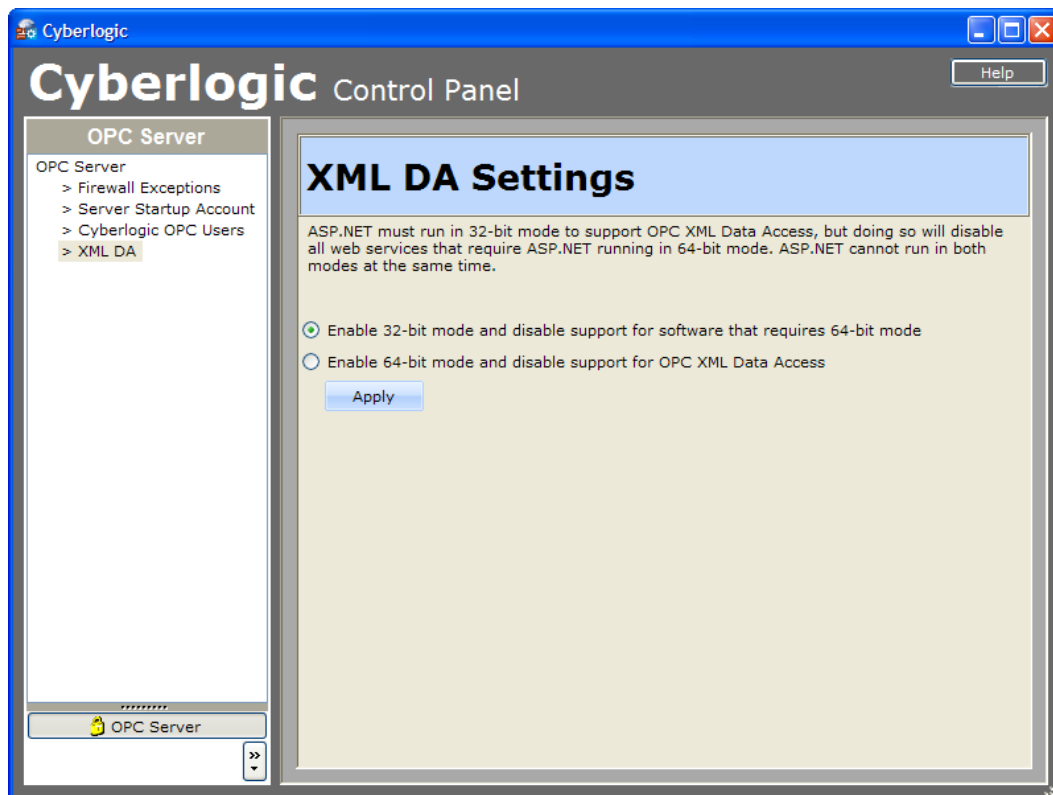 Cyberlogic
Cyberlogic Control Panel
Help
OPC Server
OPC Server
> Firewall Exceptions
> Server Startup Account
> Cyberlogic OPC Users
> XML DA
XML DA Settings
ASP.NET must run in 32-bit mode to support OPC XML Data Access, but doing so will disable
all web services that require ASP.NET running in 64-bit mode. ASP.NET cannot run in both
modes at the same time.
Enable 32-bit mode and disable support for software that requires 64-bit mode
Enable 64-bit mode and disable support for OPC XML Data Access
Apply
OPC Server